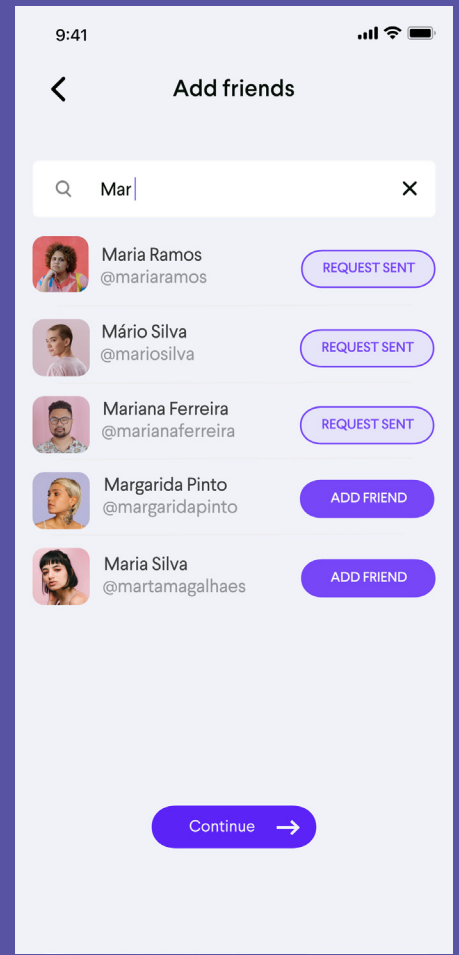 9:41
Add friends
Mar
Maria Ramos
@mariaramos
REQUEST SENT
Mário Silva
@mariosilva
REQUEST SENT
Mariana Ferreira
@marianaferreira
REQUEST SENT
Margarida Pinto
@margaridapinto
ADD FRIEND
Maria Silva
@martamagalhaes
ADD FRIEND
Continue